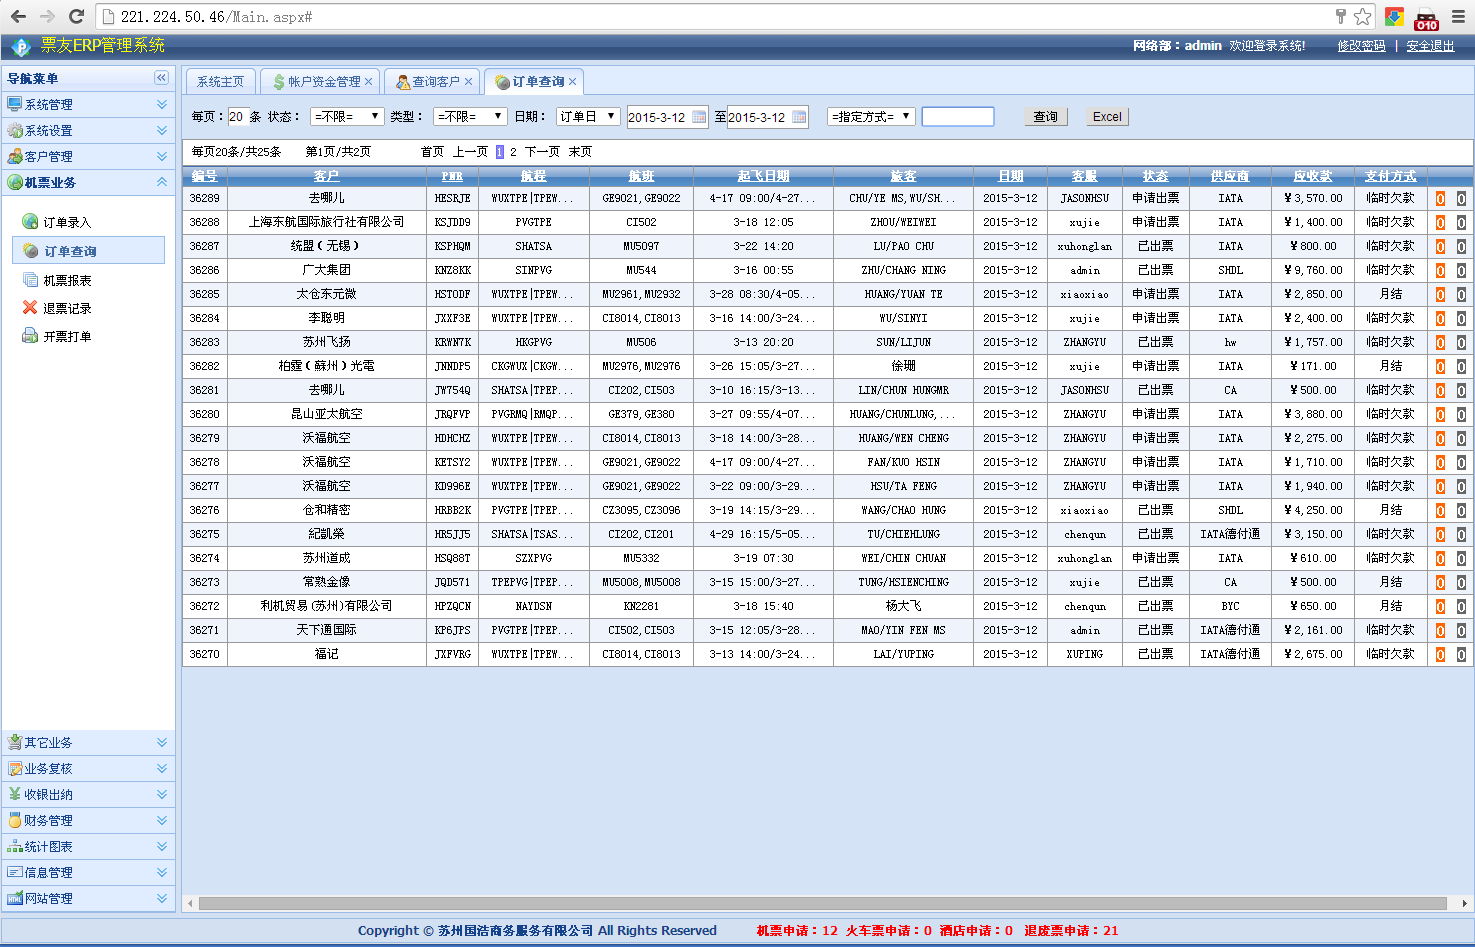 221.224.50.46/Main.aspx#
票友ERP管理系统 网络部：admin 欢迎登录系统! 修改密码 | 安全退出
导航菜单 系统主页 帐户资金管理 查询客户 订单查询
系统管理
系统设置
客户管理
机票业务
订单录入
订单查询
机票报表
退票记录
开票打单
其它业务
业务复核
收银出纳
财务管理
统计图表
信息管理
网站管理
每页：20 条 状态： =不限= 类型： =不限= 日期： 订单日 2015-3-12 至 2015-3-12 =指定方式= 查询 Excel
每页20条/共25条 第1页/共2页 首页 上一页 1 2 下一页 末页
编号 客户 PNR 航程 航班 起飞日期 旅客 日期 客服 状态 供应商 应收款 支付方式
36289 去哪儿 HESRJE WUXTPE|TPEW... GE9021,GE9022 4-17 09:00/4-27... CHU/YE MS,WU/SH... 2015-3-12 JASONHSU 申请出票 IATA ¥3,570.00 临时欠款 0 0
36288 上海东航国际旅行社有限公司 KSJDD9 PVGTPE CI502 3-18 12:05 ZHOU/WEIWEI 2015-3-12 xujie 申请出票 IATA ¥1,400.00 临时欠款 0 0
36287 统盟（无锡） KSPHQM SHATSA MU5097 3-22 14:20 LU/PAO CHU 2015-3-12 xuhonglan 已出票 IATA ¥800.00 临时欠款 0 0
36286 广大集团 KNZ8KK SINPVG MU544 3-16 00:55 ZHU/CHANG NING 2015-3-12 admin 已出票 SHDL ¥9,760.00 临时欠款 0 0
36285 太仓东元微 HSTODF WUXTPE|TPEW... MU2961,MU2932 3-28 08:30/4-05... HUANG/YUAN TE 2015-3-12 xiaoxiao 申请出票 IATA ¥2,850.00 月结 0 0
36284 李聪明 JXXF3E WUXTPE|TPEW... CI8014,CI8013 3-16 14:00/3-24... WU/SINYI 2015-3-12 xujie 申请出票 IATA ¥2,400.00 临时欠款 0 0
36283 苏州飞扬 KRWN7K HKGPVG MU506 3-13 20:20 SUN/LIJUN 2015-3-12 ZHANGYU 已出票 hw ¥1,757.00 临时欠款 0 0
36282 柏霆（蘇州）光電 JNNDP5 CKGWUX|CKGW... MU2976,MU2976 3-26 15:05/3-27... 徐珊 2015-3-12 xujie 申请出票 IATA ¥171.00 月结 0 0
36281 去哪儿 JW754Q SHATSA|TPEP... CI202,CI503 3-10 16:15/3-13... LIN/CHUN HUNGMR 2015-3-12 JASONHSU 已出票 CA ¥500.00 临时欠款 0 0
36280 昆山亚太航空 JRQFVP PVGRMQ|RMQP... GE379,GE380 3-27 09:55/4-07... HUANG/CHUNLUNG,... 2015-3-12 ZHANGYU 申请出票 IATA ¥3,880.00 临时欠款 0 0
36279 沃福航空 HDHCHZ WUXTPE|TPEW... CI8014,CI8013 3-18 14:00/3-28... HUANG/WEN CHENG 2015-3-12 ZHANGYU 申请出票 IATA ¥2,275.00 临时欠款 0 0
36278 沃福航空 KETSY2 WUXTPE|TPEW... GE9021,GE9022 4-17 09:00/4-27... FAN/KUO HSIN 2015-3-12 ZHANGYU 申请出票 IATA ¥1,710.00 临时欠款 0 0
36277 沃福航空 KD996E WUXTPE|TPEW... GE9021,GE9022 3-22 09:00/3-29... HSU/TA FENG 2015-3-12 ZHANGYU 申请出票 IATA ¥1,940.00 临时欠款 0 0
36276 仓和精密 HRBB2K PVGTPE|TPEP... CZ3095,CZ3096 3-19 14:15/3-29... WANG/CHAO HUNG 2015-3-12 xiaoxiao 已出票 SHDL ¥4,250.00 月结 0 0
36275 紀凱榮 HR5JJ5 SHATSA|TSAS... CI202,CI201 4-29 16:15/5-05... TU/CHIEHLUNG 2015-3-12 chenqun 已出票 IATA德付通 ¥3,150.00 临时欠款 0 0
36274 苏州道成 HSQ88T SZXPVG MU5332 3-19 07:30 WEI/CHIN CHUAN 2015-3-12 xuhonglan 申请出票 IATA ¥610.00 临时欠款 0 0
36273 常熟金像 JQD571 TPEPVG|TPEP... MU5008,MU5008 3-15 15:00/3-27... TUNG/HSIENCHING 2015-3-12 xujie 已出票 CA ¥500.00 月结 0 0
36272 利机贸易(苏州)有限公司 HPZQCN NAYDSN KN2281 3-18 15:40 杨大飞 2015-3-12 chenqun 已出票 BYC ¥650.00 月结 0 0
36271 天下通国际 KP6JPS PVGTPE|TPEP... CI502,CI503 3-15 12:05/3-28... MAO/YIN FEN MS 2015-3-12 admin 已出票 IATA德付通 ¥2,161.00 临时欠款 0 0
36270 福记 JXFVRG WUXTPE|TPEW... CI8014,CI8013 3-13 14:00/3-24... LAI/YUPING 2015-3-12 XUPING 已出票 IATA德付通 ¥2,675.00 临时欠款 0 0
Copyright © 苏州国浩商务服务有限公司 All Rights Reserved 机票申请：12 火车票申请：0 酒店申请：0 退废票申请：21